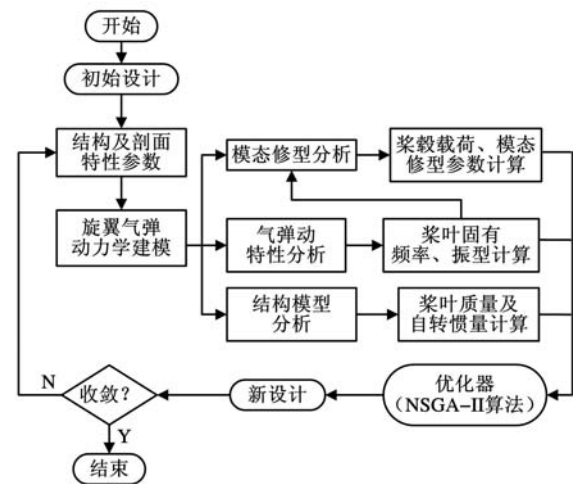 开始
初始设计
结构及剖面
特性参数
旋翼气弹
动力学建模
模态修型分析
桨毂载荷、模态
修型参数计算
气弹动
特性分析
桨叶固有
频率、振型计算
结构模型
分析
桨叶质量及
自转惯量计算
优化器
（NSGA-II算法）
新设计
收敛？
N
Y
结束